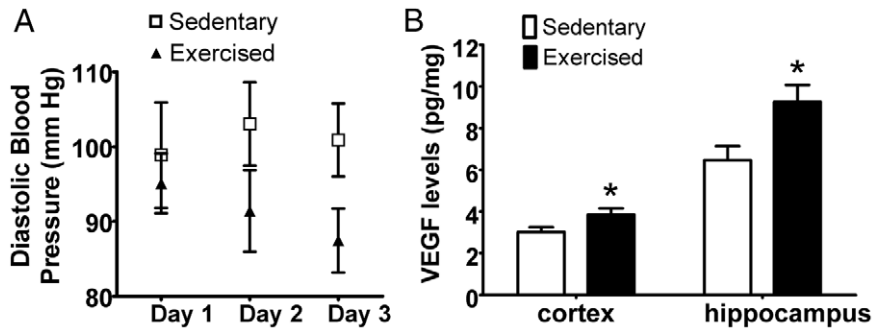 A
Sedentary
Exercised
Diastolic Blood
Pressure (mm Hg)
110
100
90
80
Day 1 Day 2 Day 3
B
Sedentary
Exercised
VEGF levels (pg/mg)
12
10
8
6
4
2
0
*
*
cortex hippocampus